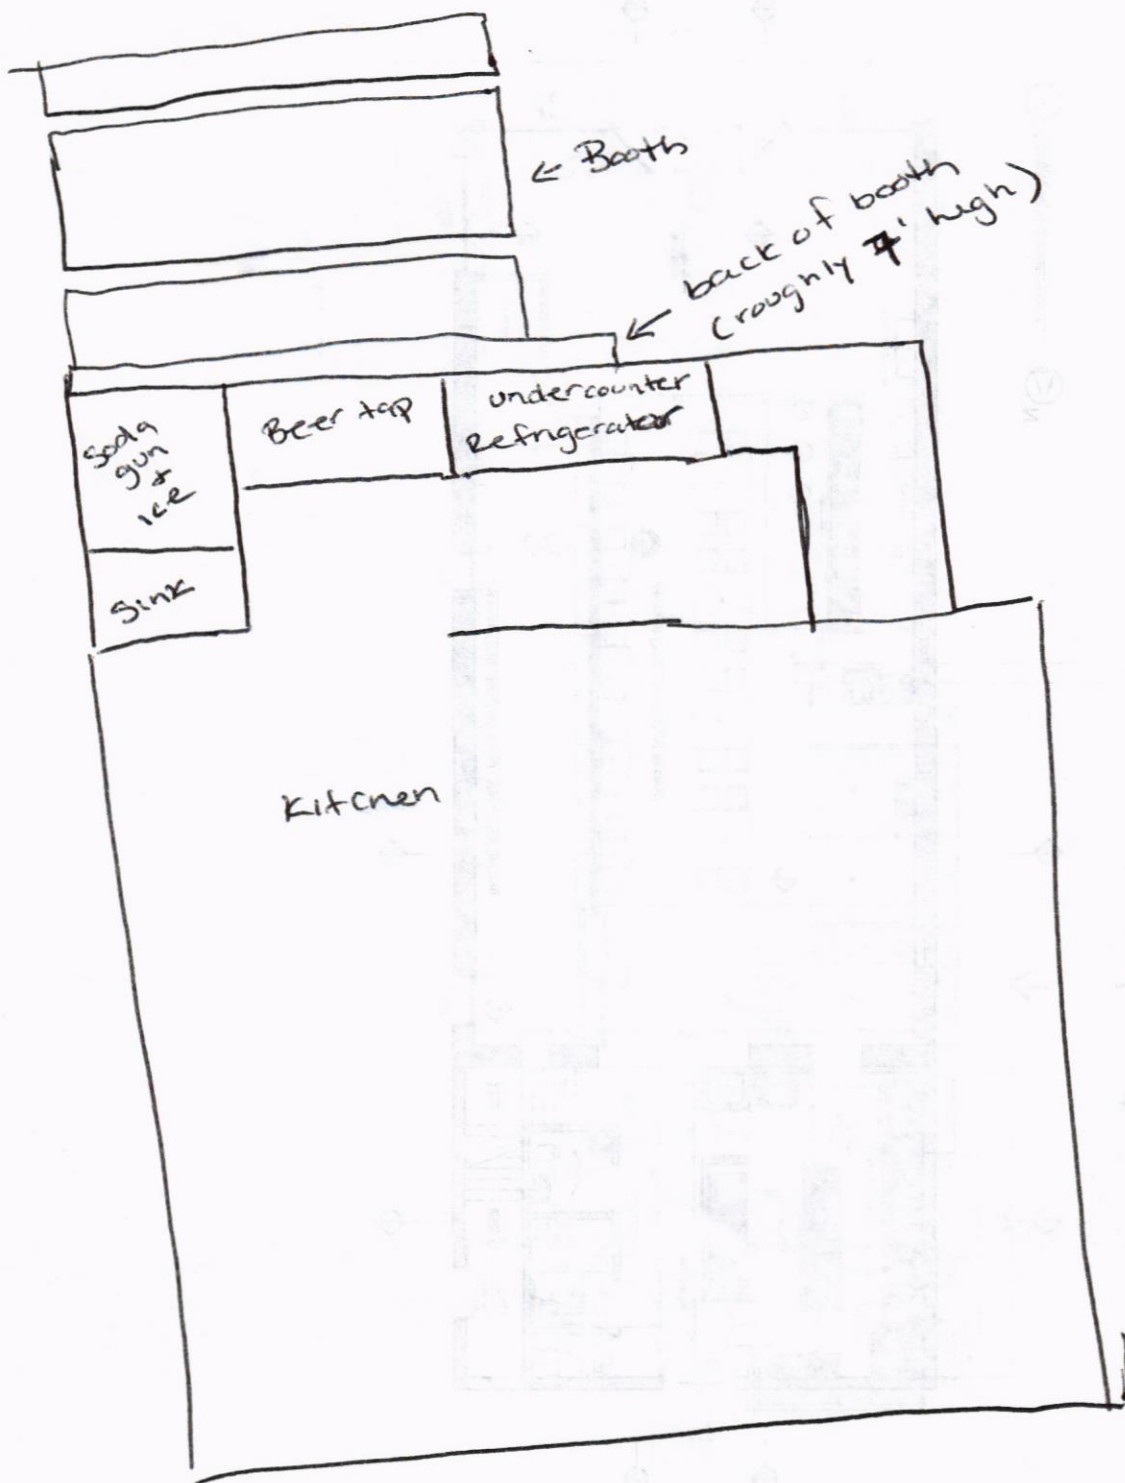 ← Booth
← back of booth
(roughly 7' high)
Soda
gun
+
ice
Beer tap
undercounter
Refrigerator
Sink
Kitchen